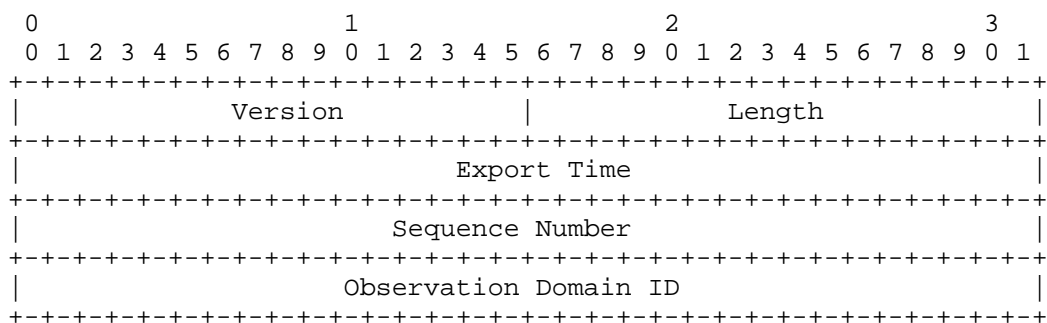 0                   1                   2                   3
 0 1 2 3 4 5 6 7 8 9 0 1 2 3 4 5 6 7 8 9 0 1 2 3 4 5 6 7 8 9 0 1
+-+-+-+-+-+-+-+-+-+-+-+-+-+-+-+-+-+-+-+-+-+-+-+-+-+-+-+-+-+-+-+-+
|             Version           |            Length             |
+-+-+-+-+-+-+-+-+-+-+-+-+-+-+-+-+-+-+-+-+-+-+-+-+-+-+-+-+-+-+-+-+
|                           Export Time                         |
+-+-+-+-+-+-+-+-+-+-+-+-+-+-+-+-+-+-+-+-+-+-+-+-+-+-+-+-+-+-+-+-+
|                       Sequence Number                         |
+-+-+-+-+-+-+-+-+-+-+-+-+-+-+-+-+-+-+-+-+-+-+-+-+-+-+-+-+-+-+-+-+
|                    Observation Domain ID                      |
+-+-+-+-+-+-+-+-+-+-+-+-+-+-+-+-+-+-+-+-+-+-+-+-+-+-+-+-+-+-+-+-+